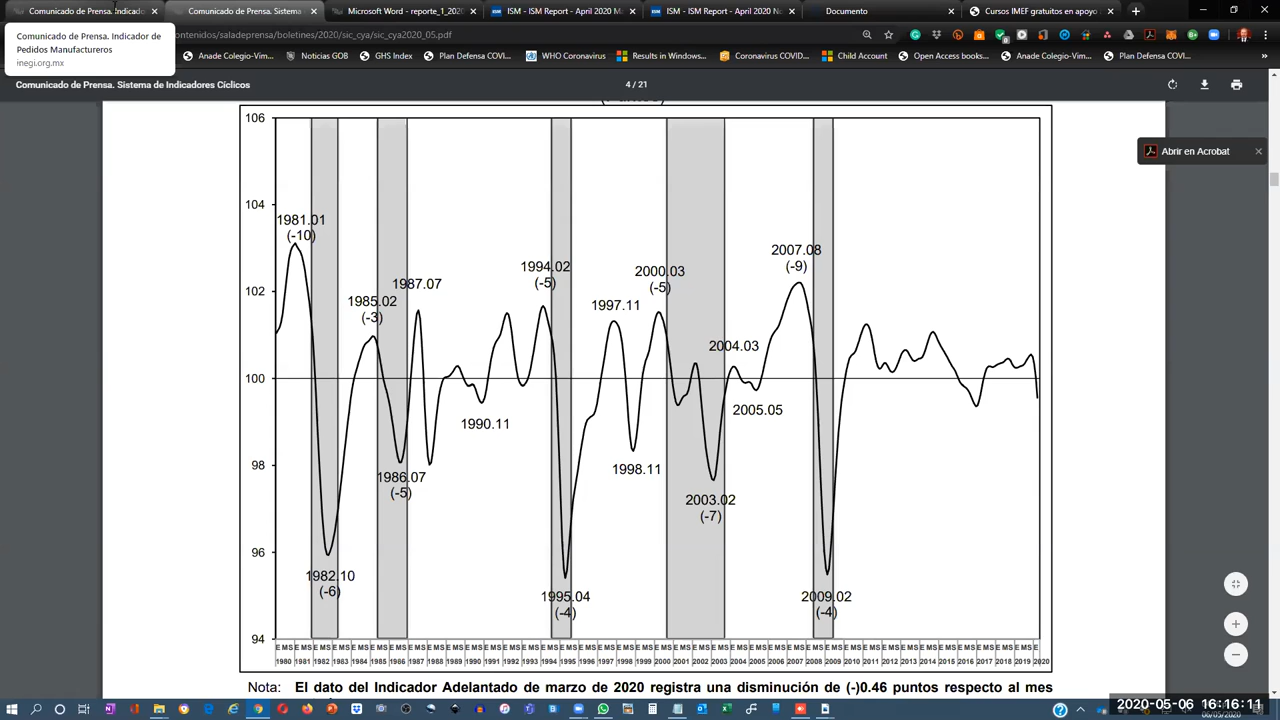 Comunicado de Prensa. Indicado
Comunicado de Prensa. Sistema
Microsoft Word - reporte_1_2020
ISM - ISM Report - April 2020 M
ISM - ISM Report - April 2020 No
Documento
Cursos IMEF gratuitos en apoyo
Comunicado de Prensa. Indicador de
Pedidos Manufactureros
inegi.org.mx
ontenidos/saladeprensa/boletines/2020/sic_cya/sic_cya2020_05.pdf
Anade Colegio-Vim...
Noticias GOB
GHS Index
Plan Defensa COVI...
WHO Coronavirus
Results in Windows...
Coronavirus COVID...
Child Account
Open Access books...
Anade Colegio-Vim...
Plan Defensa COVI...
Comunicado de Prensa. Sistema de Indicadores Cíclicos
4 / 21
Abrir en Acrobat
106
104
102
100
98
96
94
1981.01
(-10)
1982.10
(-6)
1985.02
(-3)
1986.07
(-5)
1987.07
1990.11
1994.02
(-5)
1995.04
(-4)
1997.11
1998.11
2000.03
(-5)
2003.02
(-7)
2004.03
2005.05
2007.08
(-9)
2009.02
(-4)
E M S E M S E M S E M S E M S E M S E M S E M S E M S E M S E M S E M S E M S E M S E M S E M S E M S E M S E M S E M S E M S E M S E M S E M S E M S E M S E M S E M S E M S E M S E M S E M S E M S E M S E M S E M S E M S E M S E M S E M S E
1980 1981 1982 1983 1984 1985 1986 1987 1988 1989 1990 1991 1992 1993 1994 1995 1996 1997 1998 1999 2000 2001 2002 2003 2004 2005 2006 2007 2008 2009 2010 2011 2012 2013 2014 2015 2016 2017 2018 2019 2020
Nota: El dato del Indicador Adelantado de marzo de 2020 registra una disminución de (-)0.46 puntos respecto al mes
2020-05-06 16:16:11
06/05/2020